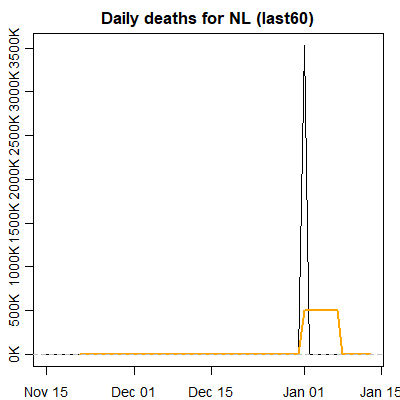 Daily deaths for NL (last60)
3500K
3000K
2500K
2000K
1500K
1000K
500K
0K
Nov 15 Dec 01 Dec 15 Jan 01 Jan 15